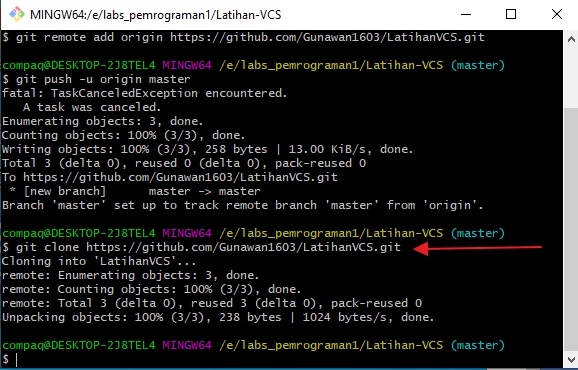 MINGW64:/e/labs_pemrograman1/Latihan-VCS
$ git remote add origin https://github.com/Gunawan1603/LatihanVCS.git
compaq@DESKTOP-2J8TEL4 MINGW64 /e/labs_pemrograman1/Latihan-VCS (master)
$ git push -u origin master
fatal: TaskCanceledException encountered.
A task was canceled.
Enumerating objects: 3, done.
Counting objects: 100% (3/3), done.
Writing objects: 100% (3/3), 258 bytes | 13.00 KiB/s, done.
Total 3 (delta 0), reused 0 (delta 0), pack-reused 0
To https://github.com/Gunawan1603/LatihanVCS.git
* [new branch] master -> master
Branch 'master' set up to track remote branch 'master' from 'origin'.
compaq@DESKTOP-2J8TEL4 MINGW64 /e/labs_pemrograman1/Latihan-VCS (master)
$ git clone https://github.com/Gunawan1603/LatihanVCS.git
Cloning into 'LatihanVCS'...
remote: Enumerating objects: 3, done.
remote: Counting objects: 100% (3/3), done.
remote: Total 3 (delta 0), reused 3 (delta 0), pack-reused 0
Unpacking objects: 100% (3/3), 238 bytes | 1024 bytes/s, done.
compaq@DESKTOP-2J8TEL4 MINGW64 /e/labs_pemrograman1/Latihan-VCS (master)
$